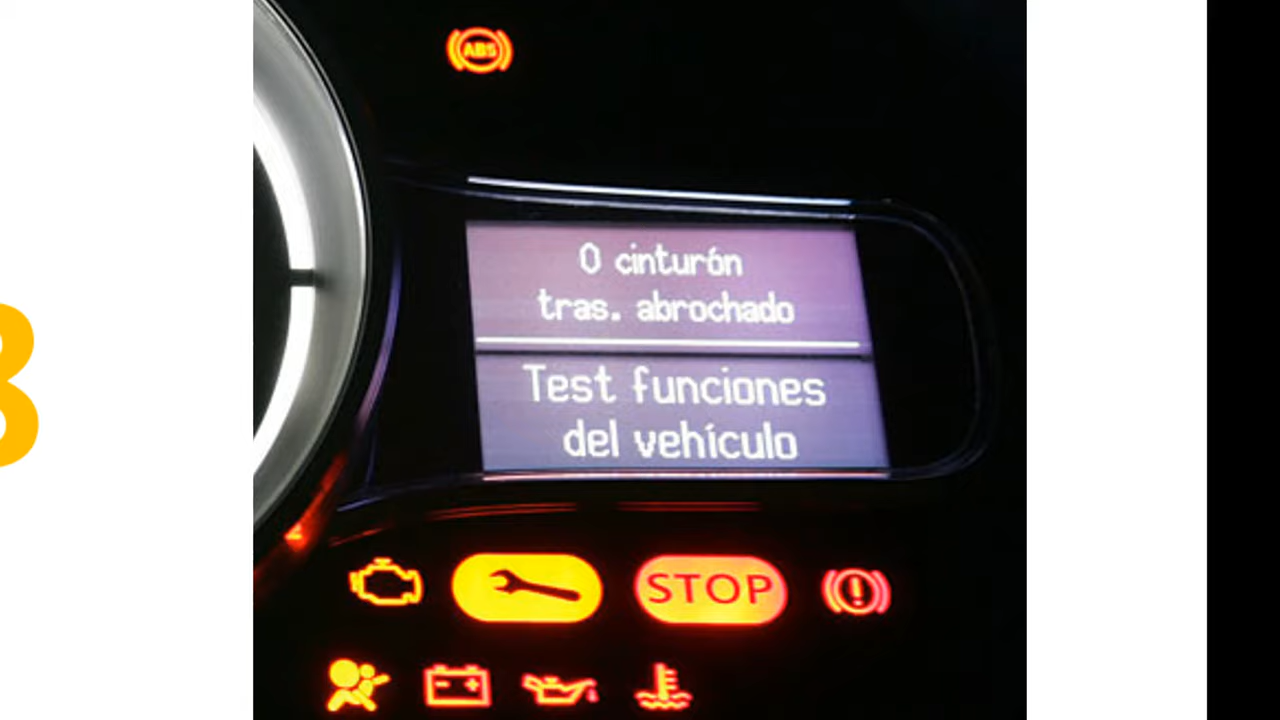 ABS
0 cinturón
tras. abrochado
Test funciones
del vehículo
STOP